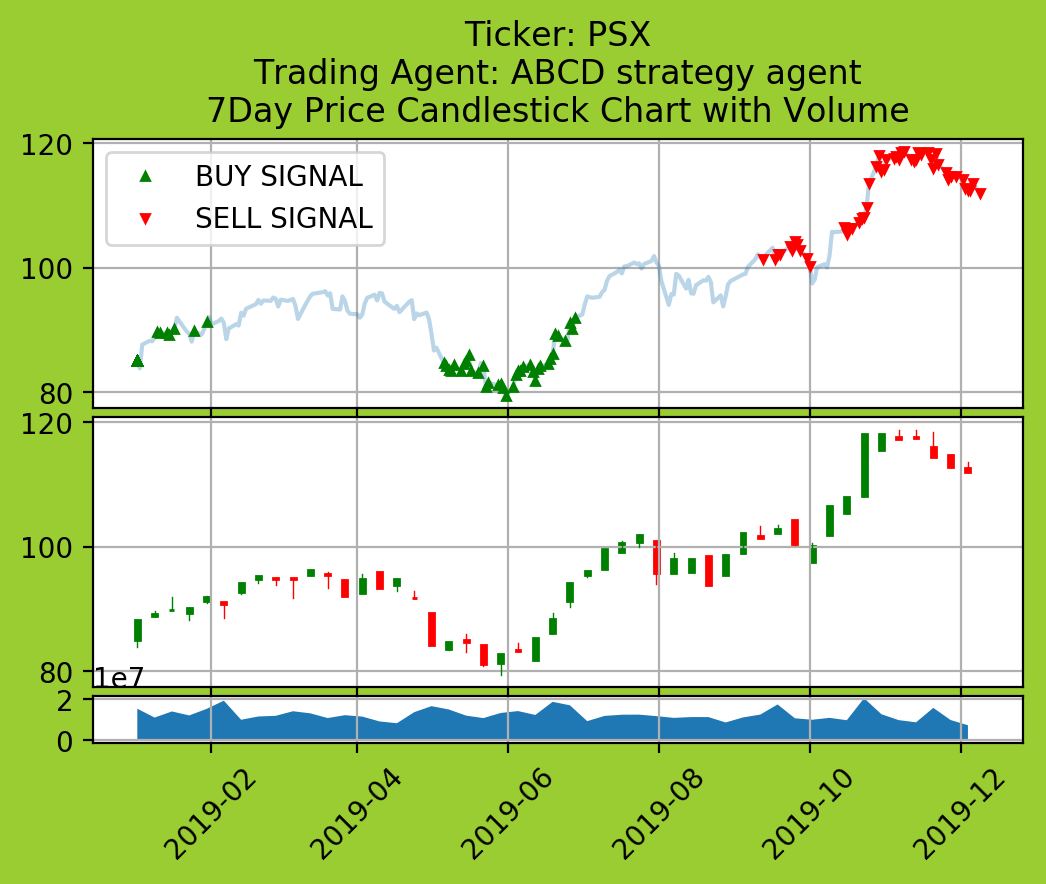 Ticker: PSX
Trading Agent: ABCD strategy agent
7Day Price Candlestick Chart with Volume
120
100
80
BUY SIGNAL
SELL SIGNAL
120
100
80
1e7
2
0
2019-02
2019-04
2019-06
2019-08
2019-10
2019-12